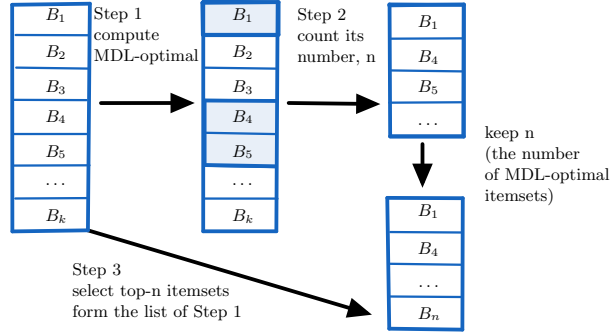 B1
B2
B3
B4
B5
...
Bk
Step 1
compute
MDL-optimal
B1
B2
B3
B4
B5
...
Bk
Step 2
count its
number, n
B1
B4
B5
...
keep n
(the number
of MDL-optimal
itemsets)
B1
B4
...
Bn
Step 3
select top-n itemsets
form the list of Step 1